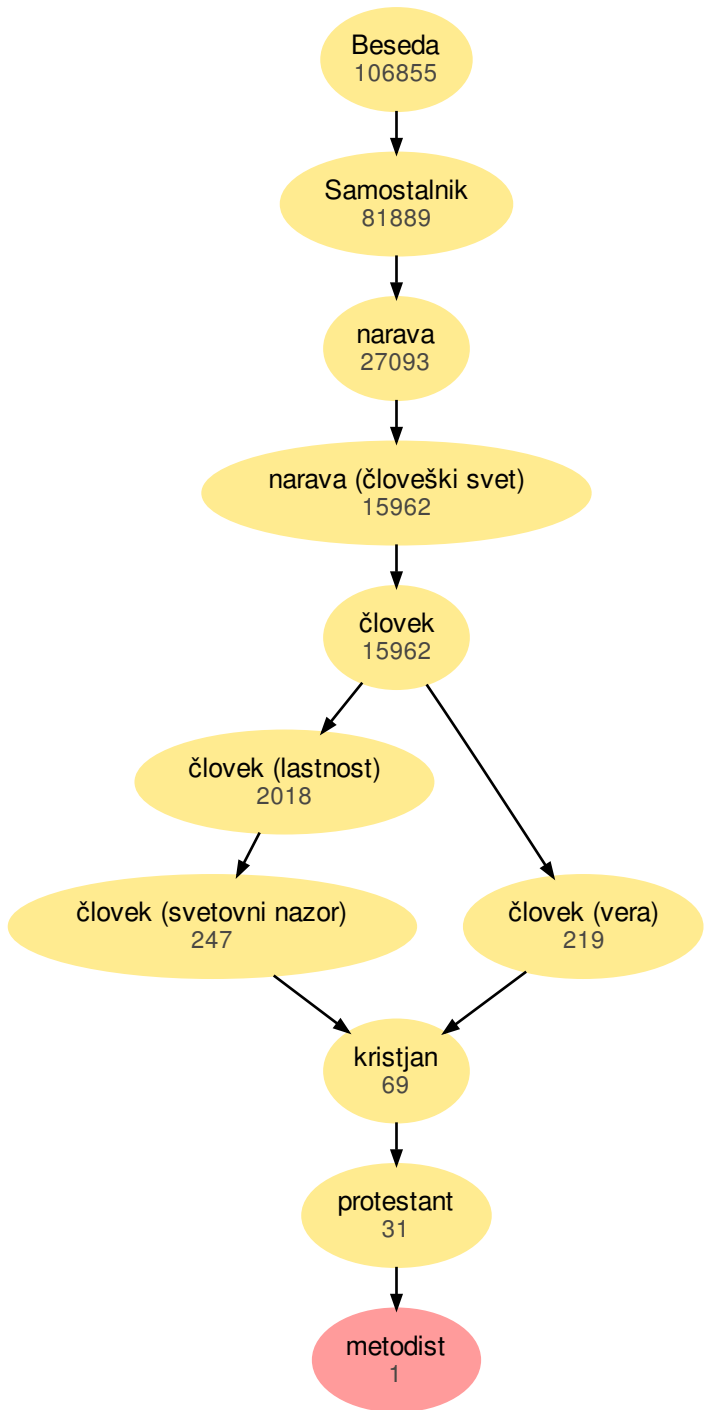 Beseda
106855
Samostalnik
81889
narava
27093
narava (človeški svet)
15962
človek
15962
človek (lastnost)
2018
človek (svetovni nazor)
247
človek (vera)
219
kristjan
69
protestant
31
metodist
1